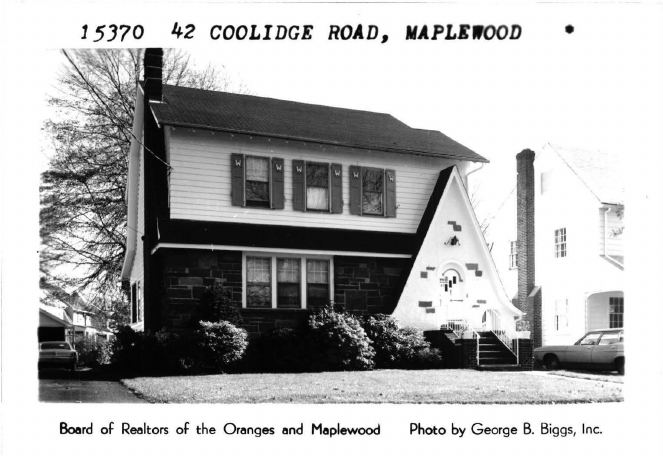 15370 42 COOLIDGE ROAD, MAPLEWOOD *
W W W W
Board of Realtors of the Oranges and Maplewood Photo by George B. Biggs, Inc.